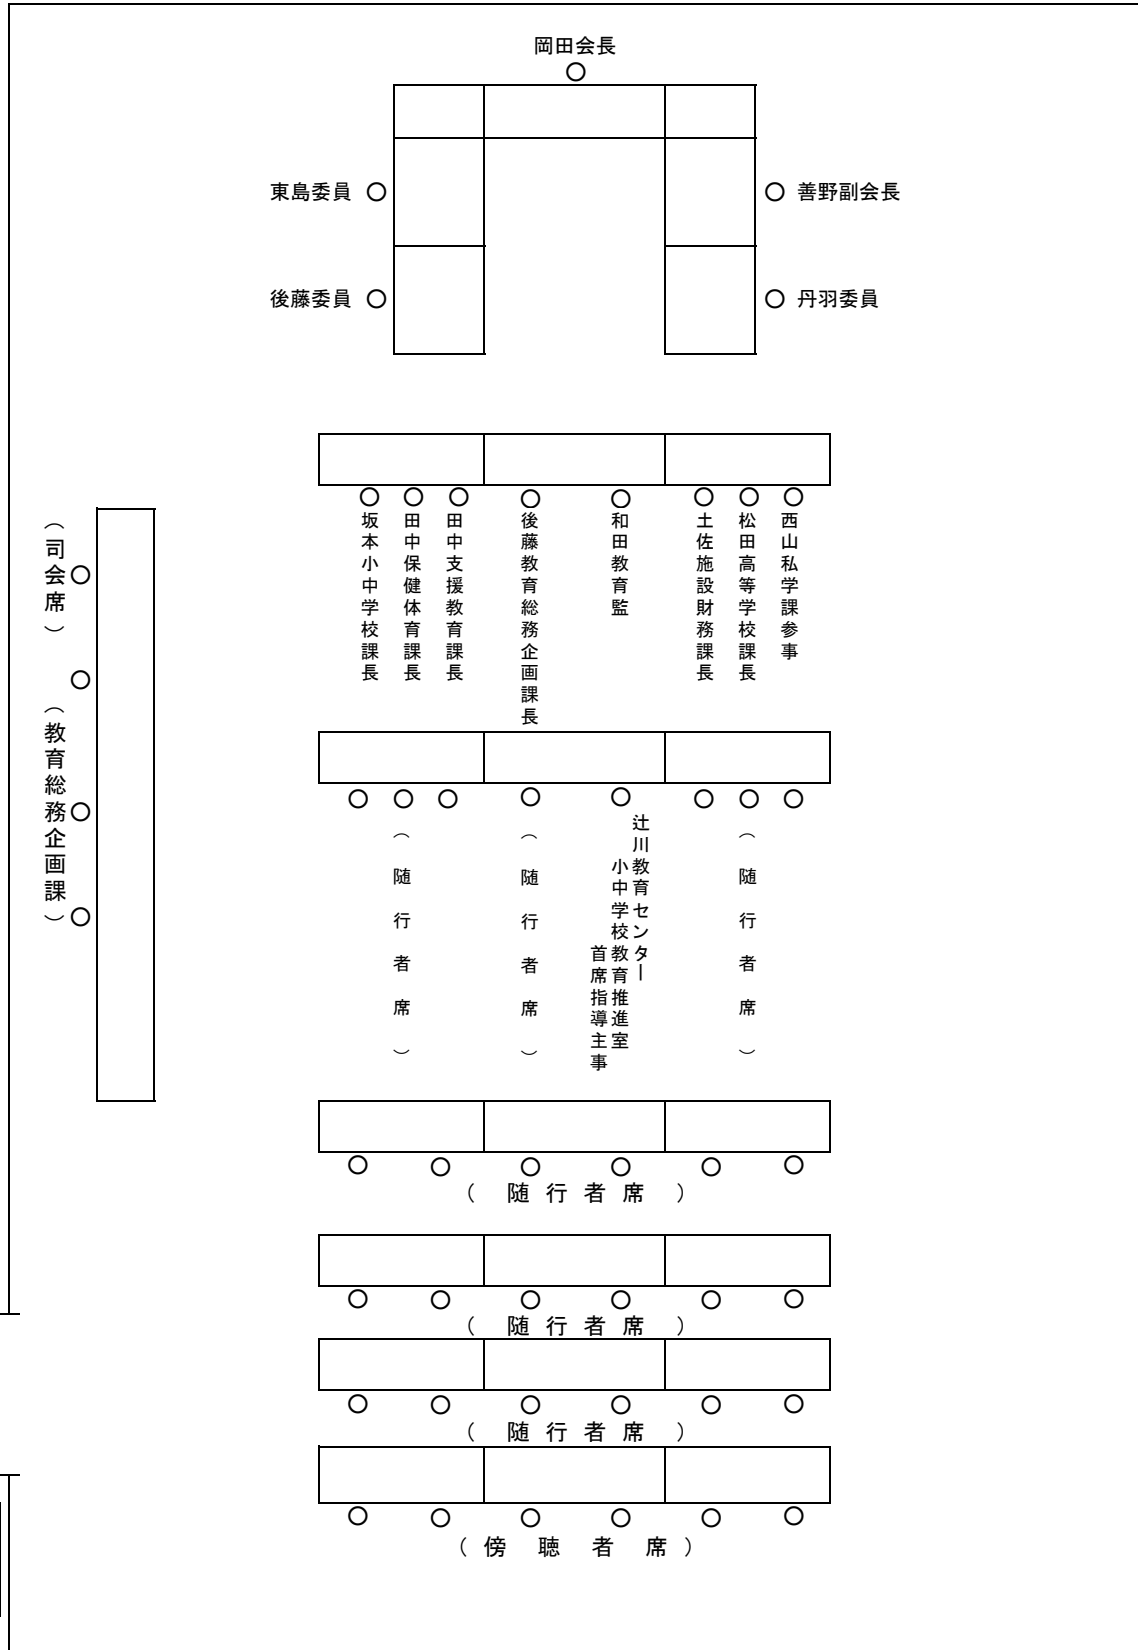 岡田会長
東島委員
善野副会長
後藤委員
丹羽委員
坂本小中学校課長
田中保健体育課長
田中支援教育課長
後藤教育総務企画課長
和田教育監
土佐施設財務課長
松田高等学校課長
西山私学課参事
（司会席）
（教育総務企画課）
（随行者席）
（随行者席）
辻川教育センター
小中学校教育推進室
首席指導主事
（随行者席）
（随行者席）
（随行者席）
（随行者席）
（傍聴者席）